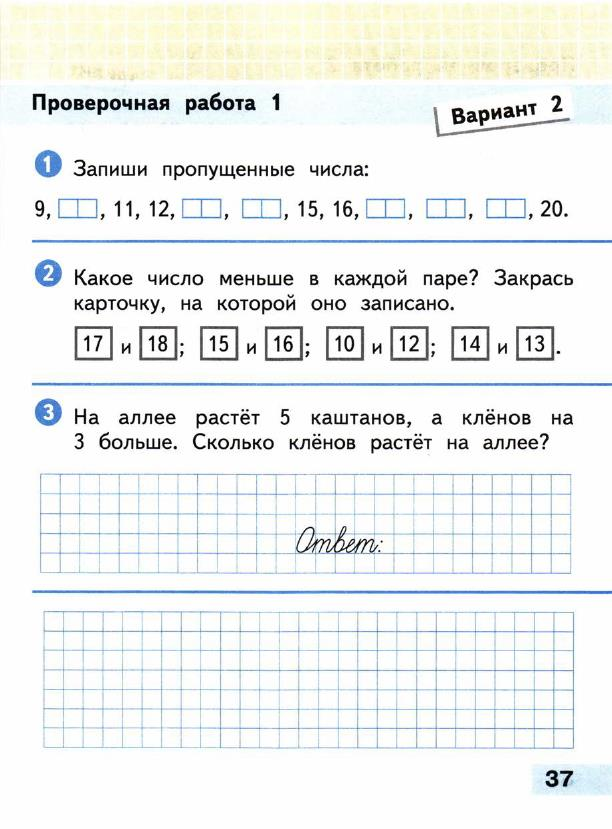 Проверочная работа 1
Вариант 2
1 Запиши пропущенные числа:
9, , 11, 12, , , 15, 16, , , , 20.
2 Какое число меньше в каждой паре? Закрась
карточку, на которой оно записано.
17 и 18; 15 и 16; 10 и 12; 14 и 13.
3 На аллее растёт 5 каштанов, а клёнов на
3 больше. Сколько клёнов растёт на аллее?
Ответ:
37